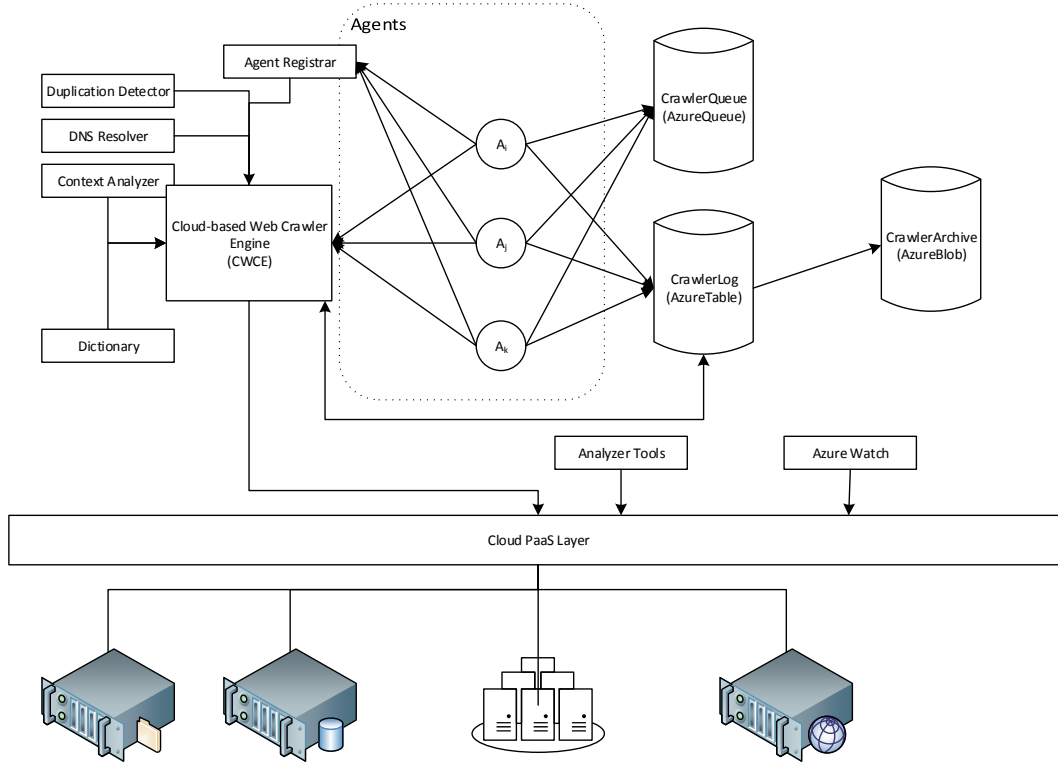 Agents
Agent Registrar
Duplication Detector
DNS Resolver
Context Analyzer
Cloud-based Web Crawler
Engine
(CWCE)
Dictionary
Ai
Aj
Ak
CrawlerQueue
(AzureQueue)
CrawlerLog
(AzureTable)
CrawlerArchive
(AzureBlob)
Analyzer Tools
Azure Watch
Cloud PaaS Layer